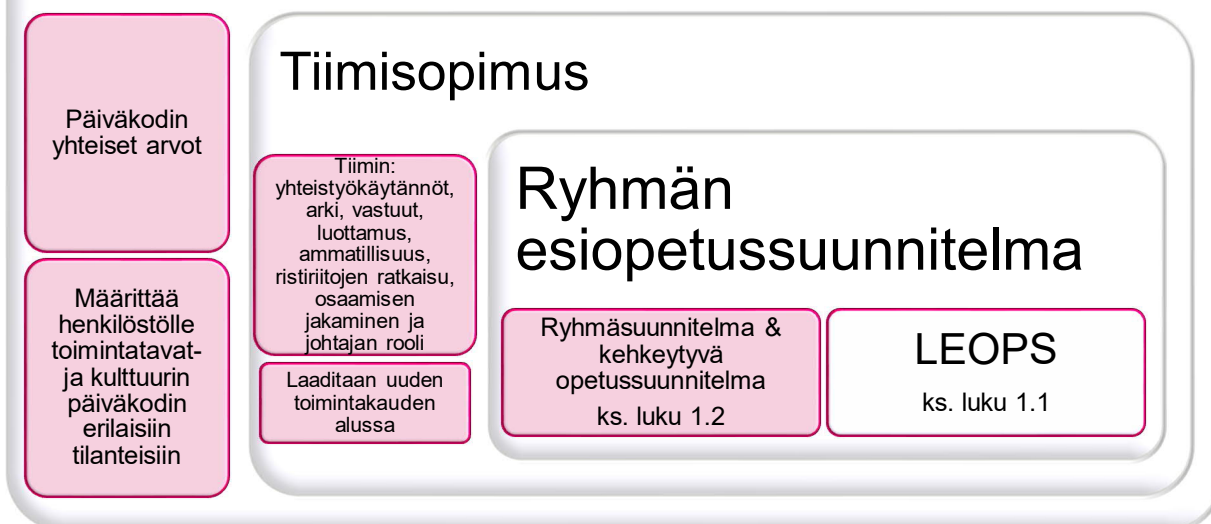 Päiväkodin
yhteiset arvot
Määrittää
henkilöstölle
toimintatavat-
ja kulttuurin
päiväkodin
erilaisiin
tilanteisiin
Tiimisopimus
Tiimin:
yhteistyökäytännöt,
arki, vastuut,
luottamus,
ammatillisuus,
ristiriitojen ratkaisu,
osaamisen
jakaminen ja
johtajan rooli
Laaditaan uuden
toimintakauden
alussa
Ryhmän
esiopetussuunnitelma
Ryhmäsuunnitelma &
kehkeytyvä
opetussuunnitelma
ks. luku 1.2
LEOPS
ks. luku 1.1